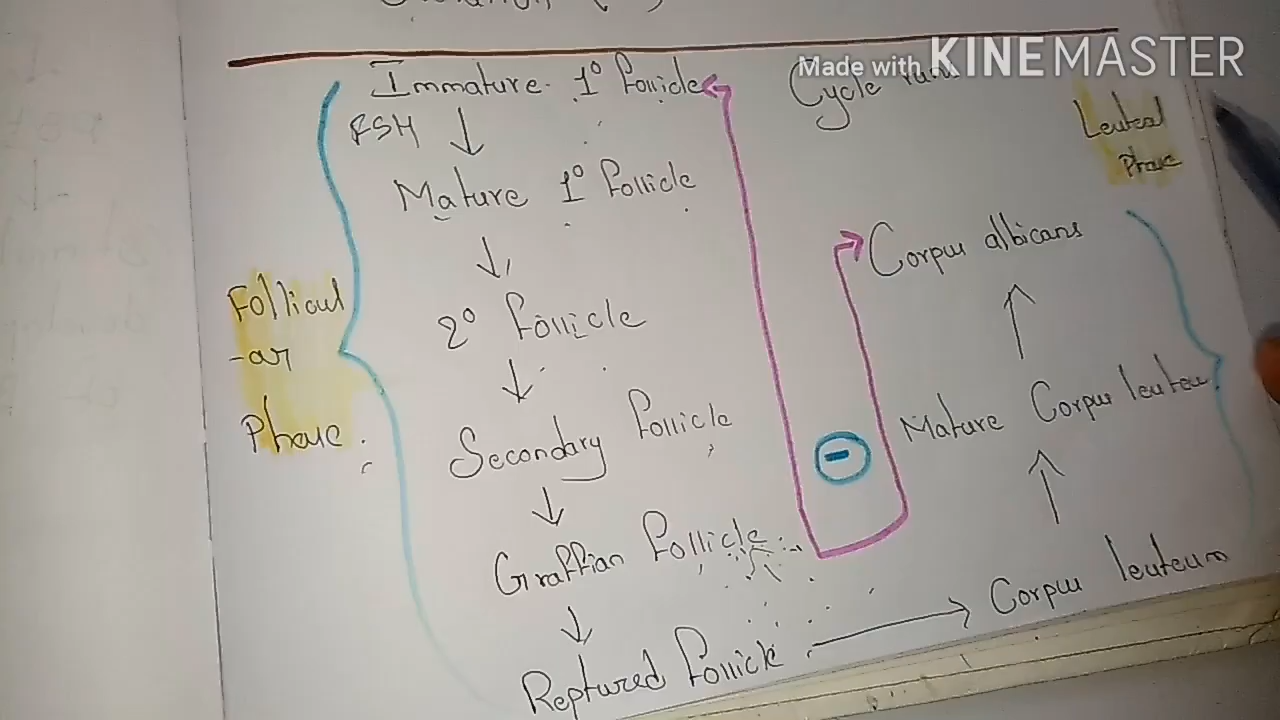 Immature 1° Follicle
FSH
Mature 1° Follicle
2° Follicle
Secondary Follicle
Graffian Follicle
Reptured Follicle
Follicul
-ar
Phase.
Made with KINEMASTER
Cycle
Leuteal
Phase
Corpus albicans
−
Mature Corpus leuteu
Corpus leuteum